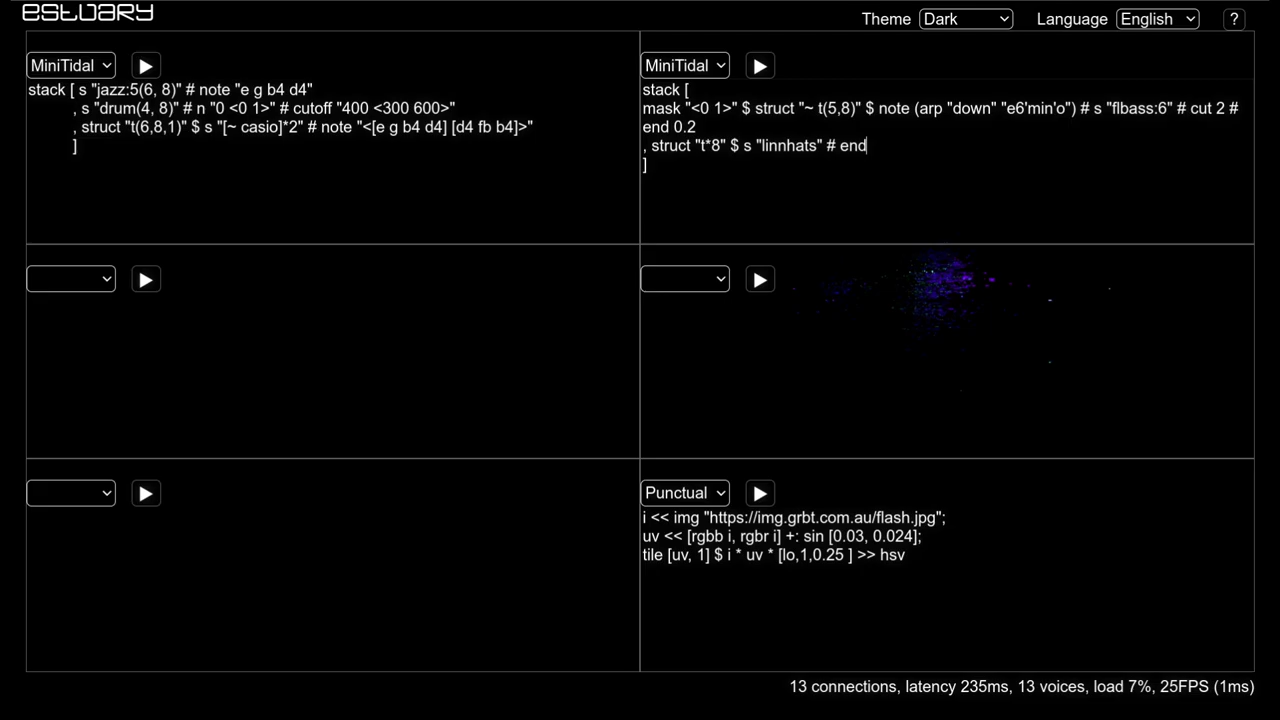 estuary
Theme Dark Language English ?
MiniTidal
stack [ s "jazz:5(6, 8)" # note "e g b4 d4"
, s "drum(4, 8)" # n "0 <0 1>" # cutoff "400 <300 600>"
, struct "t(6,8,1)" $ s "[~ casio]*2" # note "<[e g b4 d4] [d4 fb b4]>"
]
MiniTidal
stack [
mask "<0 1>" $ struct "~ t(5,8)" $ note (arp "down" "e6'min'o") # s "flbass:6" # cut 2 #
end 0.2
, struct "t*8" $ s "linnhats" # end
]
Punctual
i << img "https://img.grbt.com.au/flash.jpg";
uv << [rgbb i, rgbr i] +: sin [0.03, 0.024];
tile [uv, 1] $ i * uv * [lo,1,0.25 ] >> hsv
13 connections, latency 235ms, 13 voices, load 7%, 25FPS (1ms)